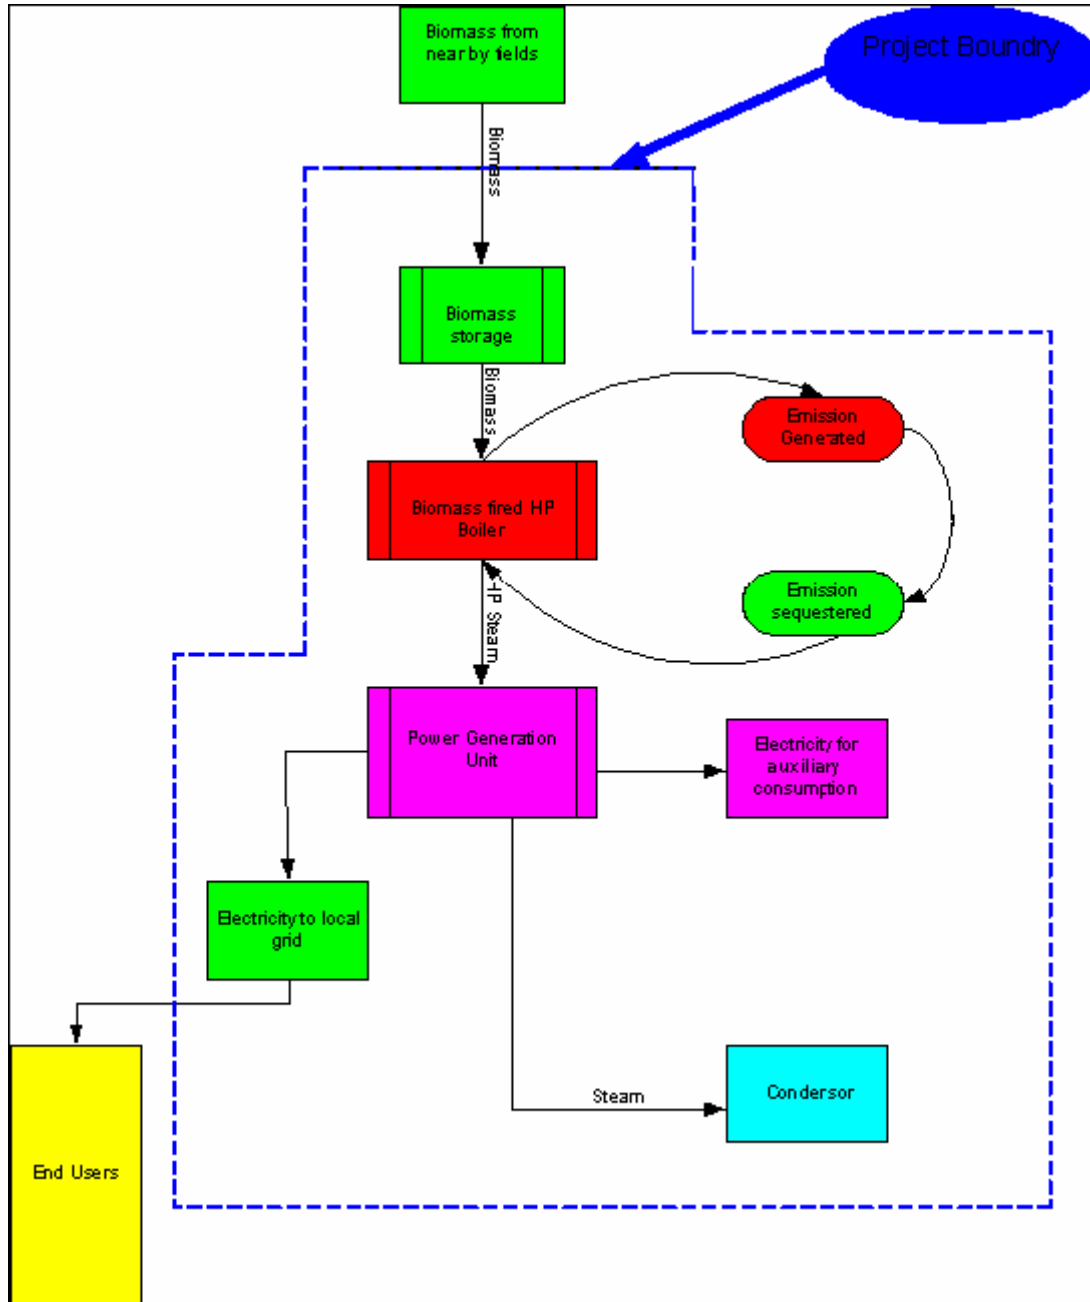 Biomass from
near by fields
Project Boundry
Biomass
Biomass
storage
Biomass
Emission
Generated
Biomass fired HP
Boiler
Emission
sequestered
HP Steam
Power Generation
Unit
Electricity for
auxiliary
consumption
Electricity to local
grid
Steam
Condersor
End Users